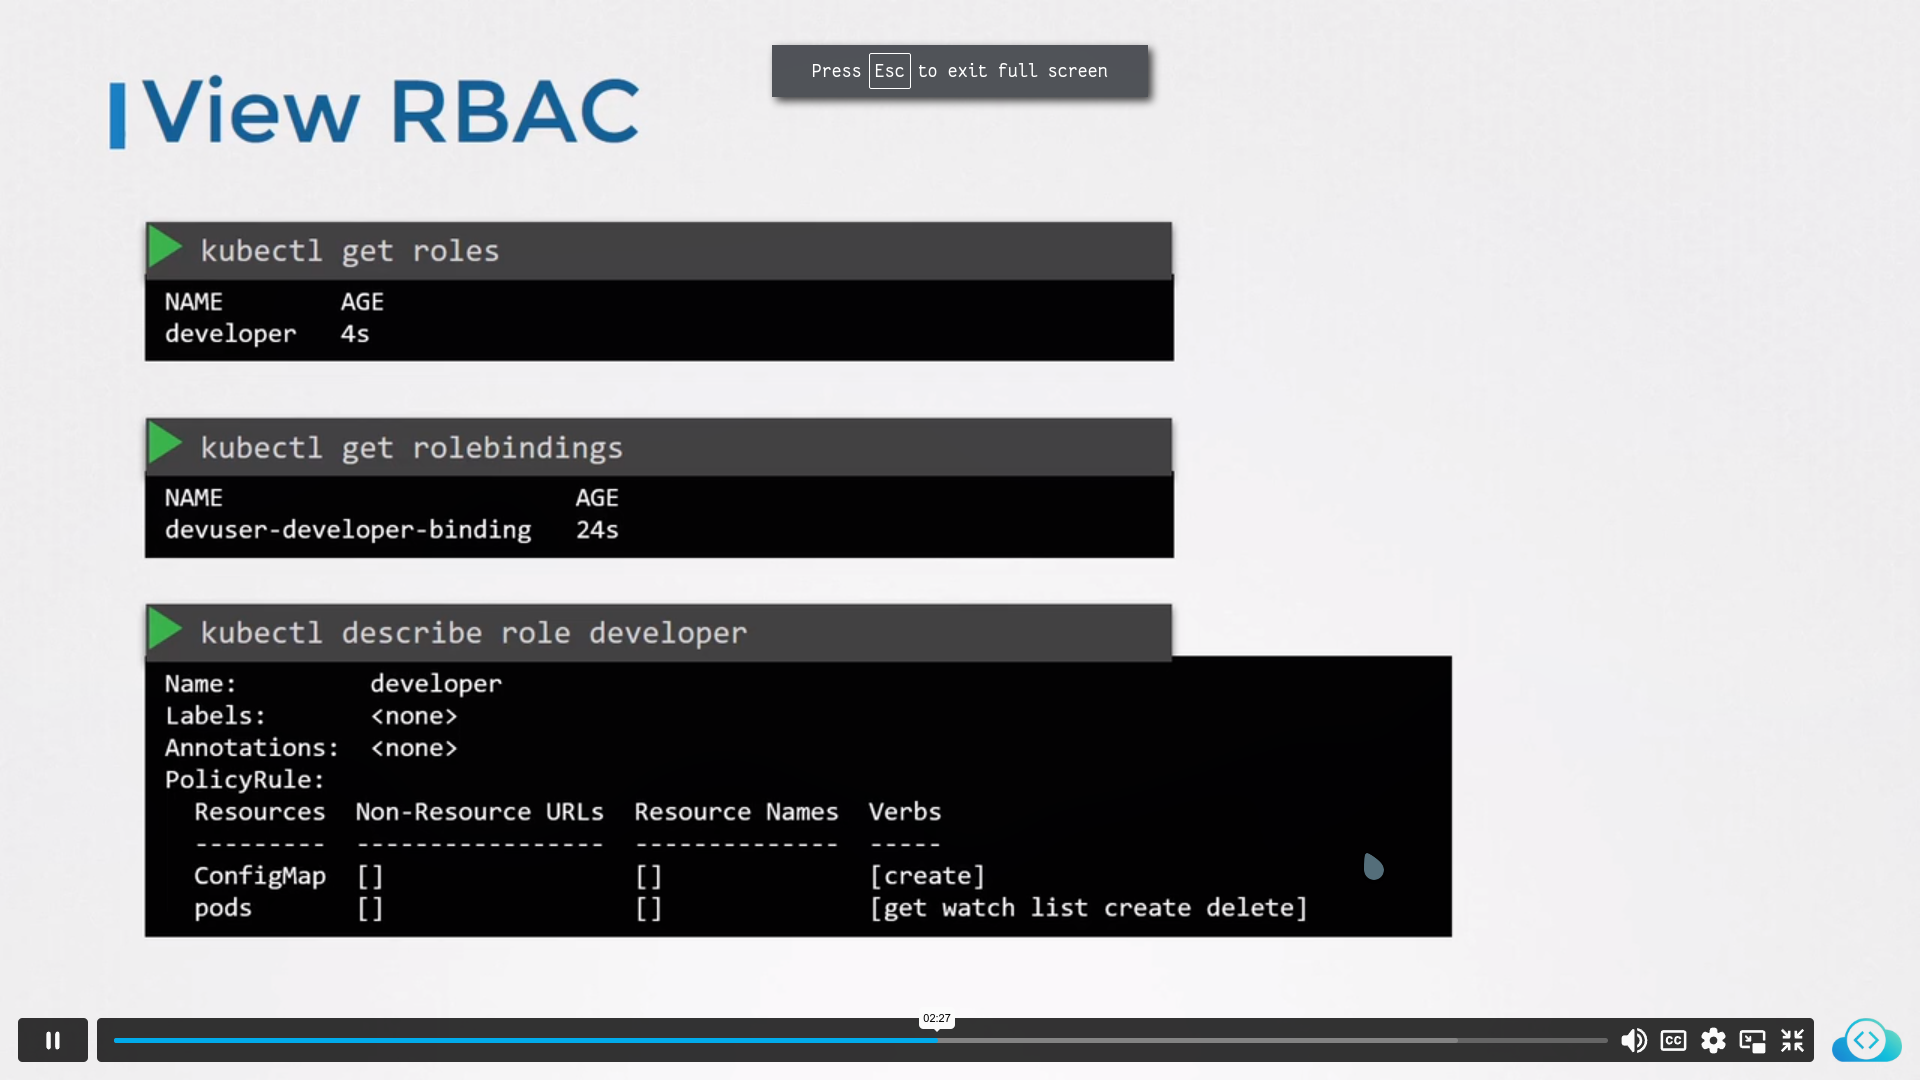 Press Esc to exit full screen
View RBAC
kubectl get roles
NAME AGE
developer 4s
kubectl get rolebindings
NAME AGE
devuser-developer-binding 24s
kubectl describe role developer
Name: developer
Labels: <none>
Annotations: <none>
PolicyRule:
Resources Non-Resource URLs Resource Names Verbs
--------- ----------------- -------------- -----
ConfigMap [] [] [create]
pods [] [] [get watch list create delete]
02:27
CC